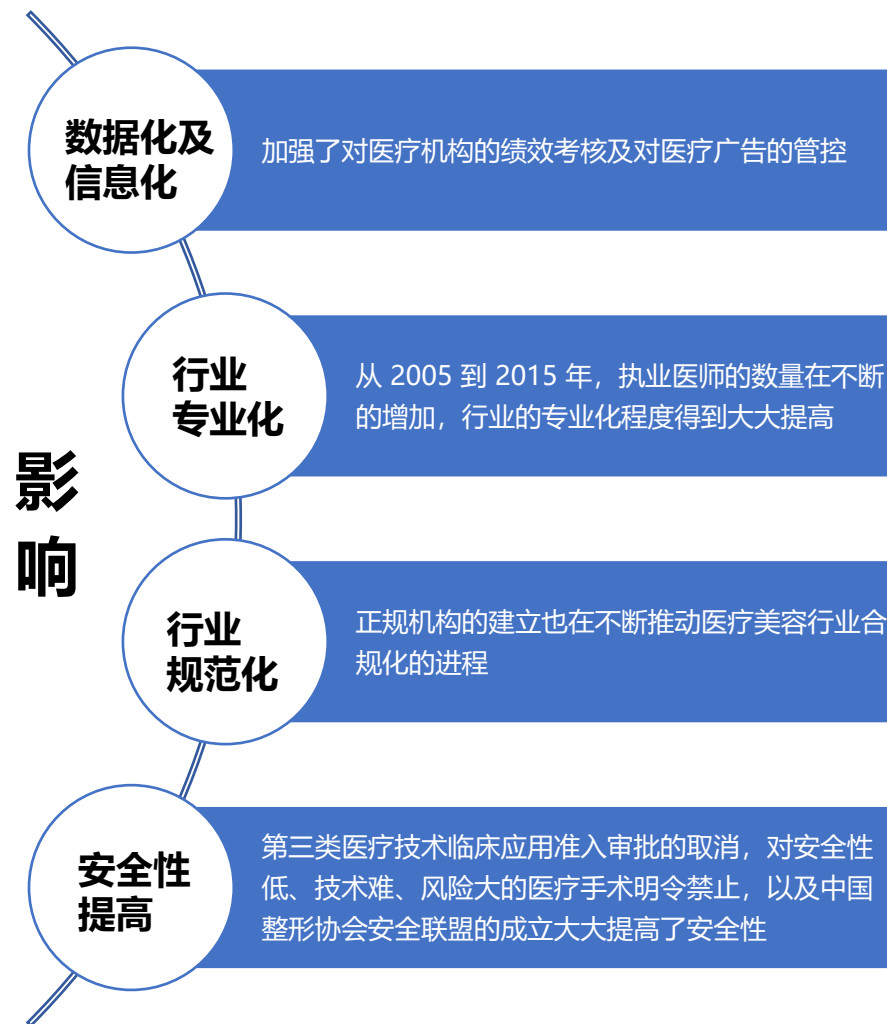 数据化及
信息化
加强了对医疗机构的绩效考核及对医疗广告的管控
行业
专业化
从 2005 到 2015 年，执业医师的数量在不断
的增加，行业的专业化程度得到大大提高
影
响
行业
规范化
正规机构的建立也在不断推动医疗美容行业合
规化的进程
安全性
提高
第三类医疗技术临床应用准入审批的取消，对安全性
低、技术难、风险大的医疗手术明令禁止，以及中国
整形协会安全联盟的成立大大提高了安全性